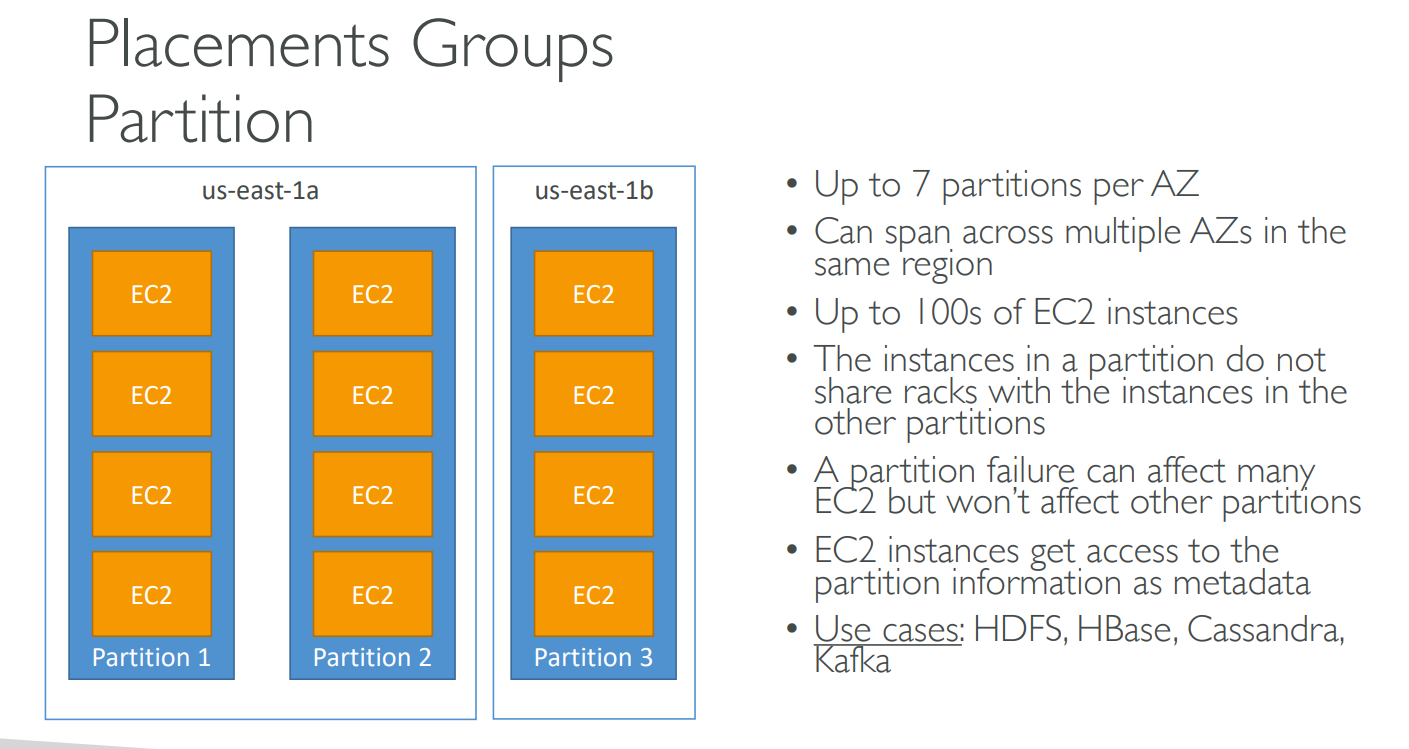 Placements Groups
Partition
us-east-1a
EC2
EC2
EC2
EC2
Partition 1
EC2
EC2
EC2
EC2
Partition 2
us-east-1b
EC2
EC2
EC2
EC2
Partition 3
• Up to 7 partitions per AZ
• Can span across multiple AZs in the
same region
• Up to 100s of EC2 instances
• The instances in a partition do not
share racks with the instances in the
other partitions
• A partition failure can affect many
EC2 but won’t affect other partitions
• EC2 instances get access to the
partition information as metadata
• Use cases: HDFS, HBase, Cassandra,
Kafka